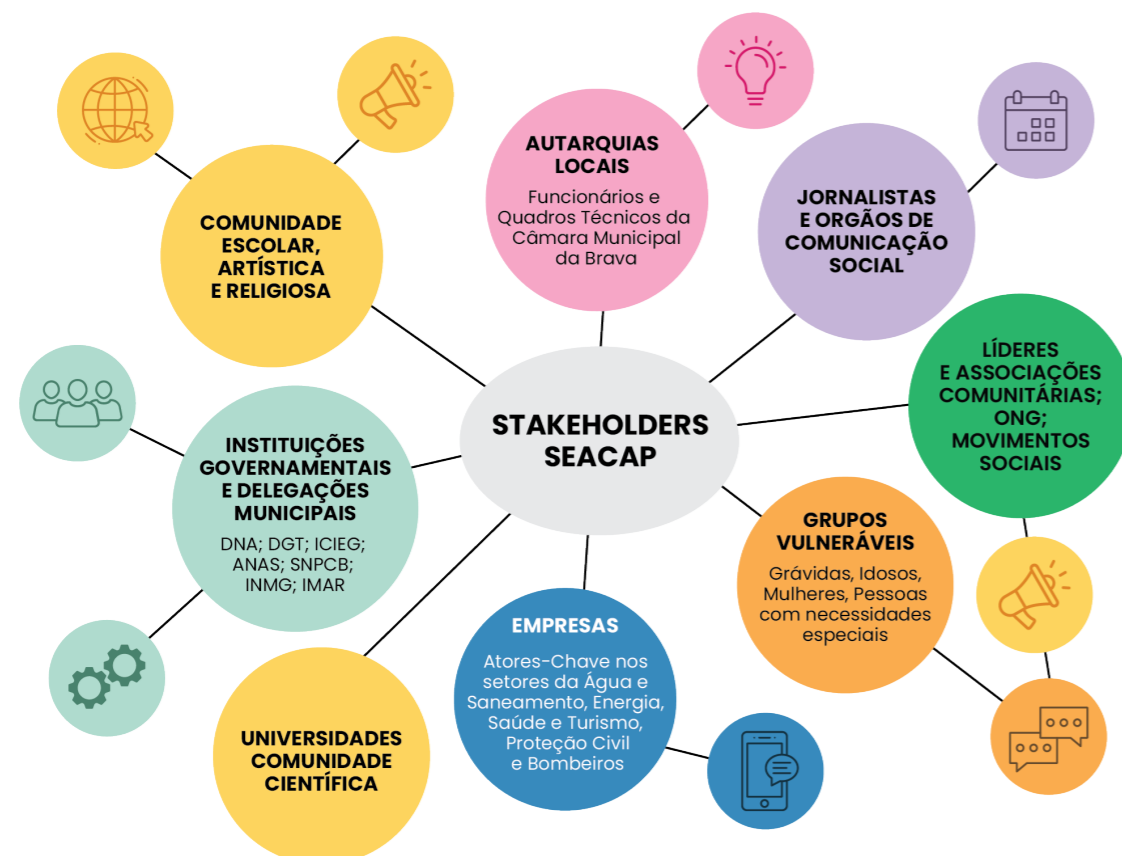 COMUNIDADE
ESCOLAR,
ARTÍSTICA
E RELIGIOSA
AUTARQUIAS
LOCAIS
Funcionários e
Quadros Técnicos da
Câmara Municipal
da Brava
JORNALISTAS
E ORGÃOS DE
COMUNICAÇÃO
SOCIAL
LÍDERES
E ASSOCIAÇÕES
COMUNITÁRIAS;
ONG;
MOVIMENTOS
SOCIAIS
STAKEHOLDERS
SEACAP
INSTITUIÇÕES
GOVERNAMENTAIS
E DELEGAÇÕES
MUNICIPAIS
DNA; DGT; ICIEG;
ANAS; SNPCB;
INMG; IMAR
GRUPOS
VULNERÁVEIS
Grávidas, Idosos,
Mulheres, Pessoas
com necessidades
especiais
EMPRESAS
Atores-Chave nos
setores da Água e
Saneamento, Energia,
Saúde e Turismo,
Proteção Civil
e Bombeiros
UNIVERSIDADES
COMUNIDADE
CIENTÍFICA